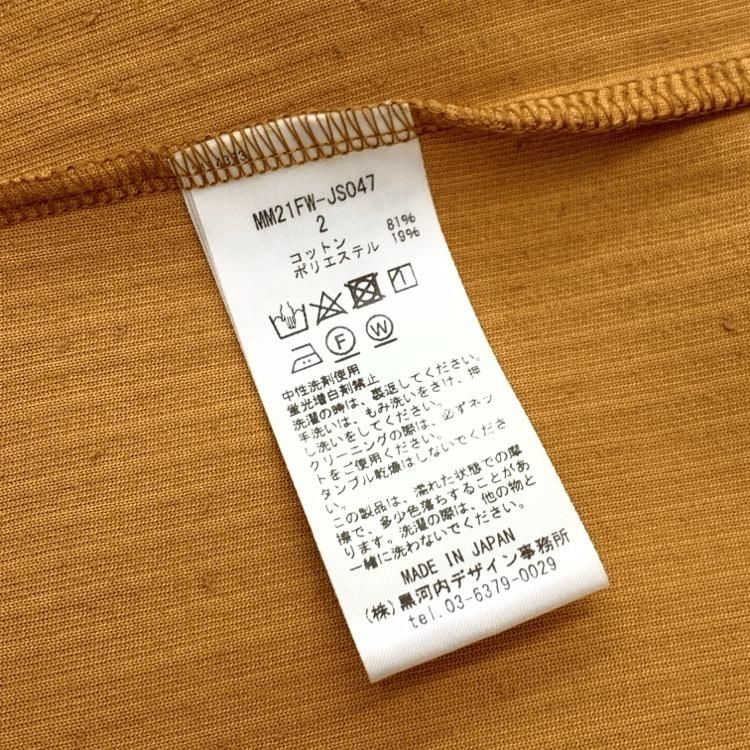 MM21FW-JS047
2
コットン 81%
ポリエステル 19%
F W
中性洗剤使用
蛍光増白剤禁止
洗濯の時は、裏返してください。
手洗いは、もみ洗いをさけ、押
し洗いをしてください。
クリーニングの際は、必ずネッ
トをご使用ください。
タンブル乾燥はしないでくださ
い。
この製品は、濡れた状態での摩
擦で、多少色落ちすることがあ
ります。洗濯の際は、他の物と
一緒に洗わないでください。
MADE IN JAPAN
(株)黒河内デザイン事務所
tel.03-6379-0029